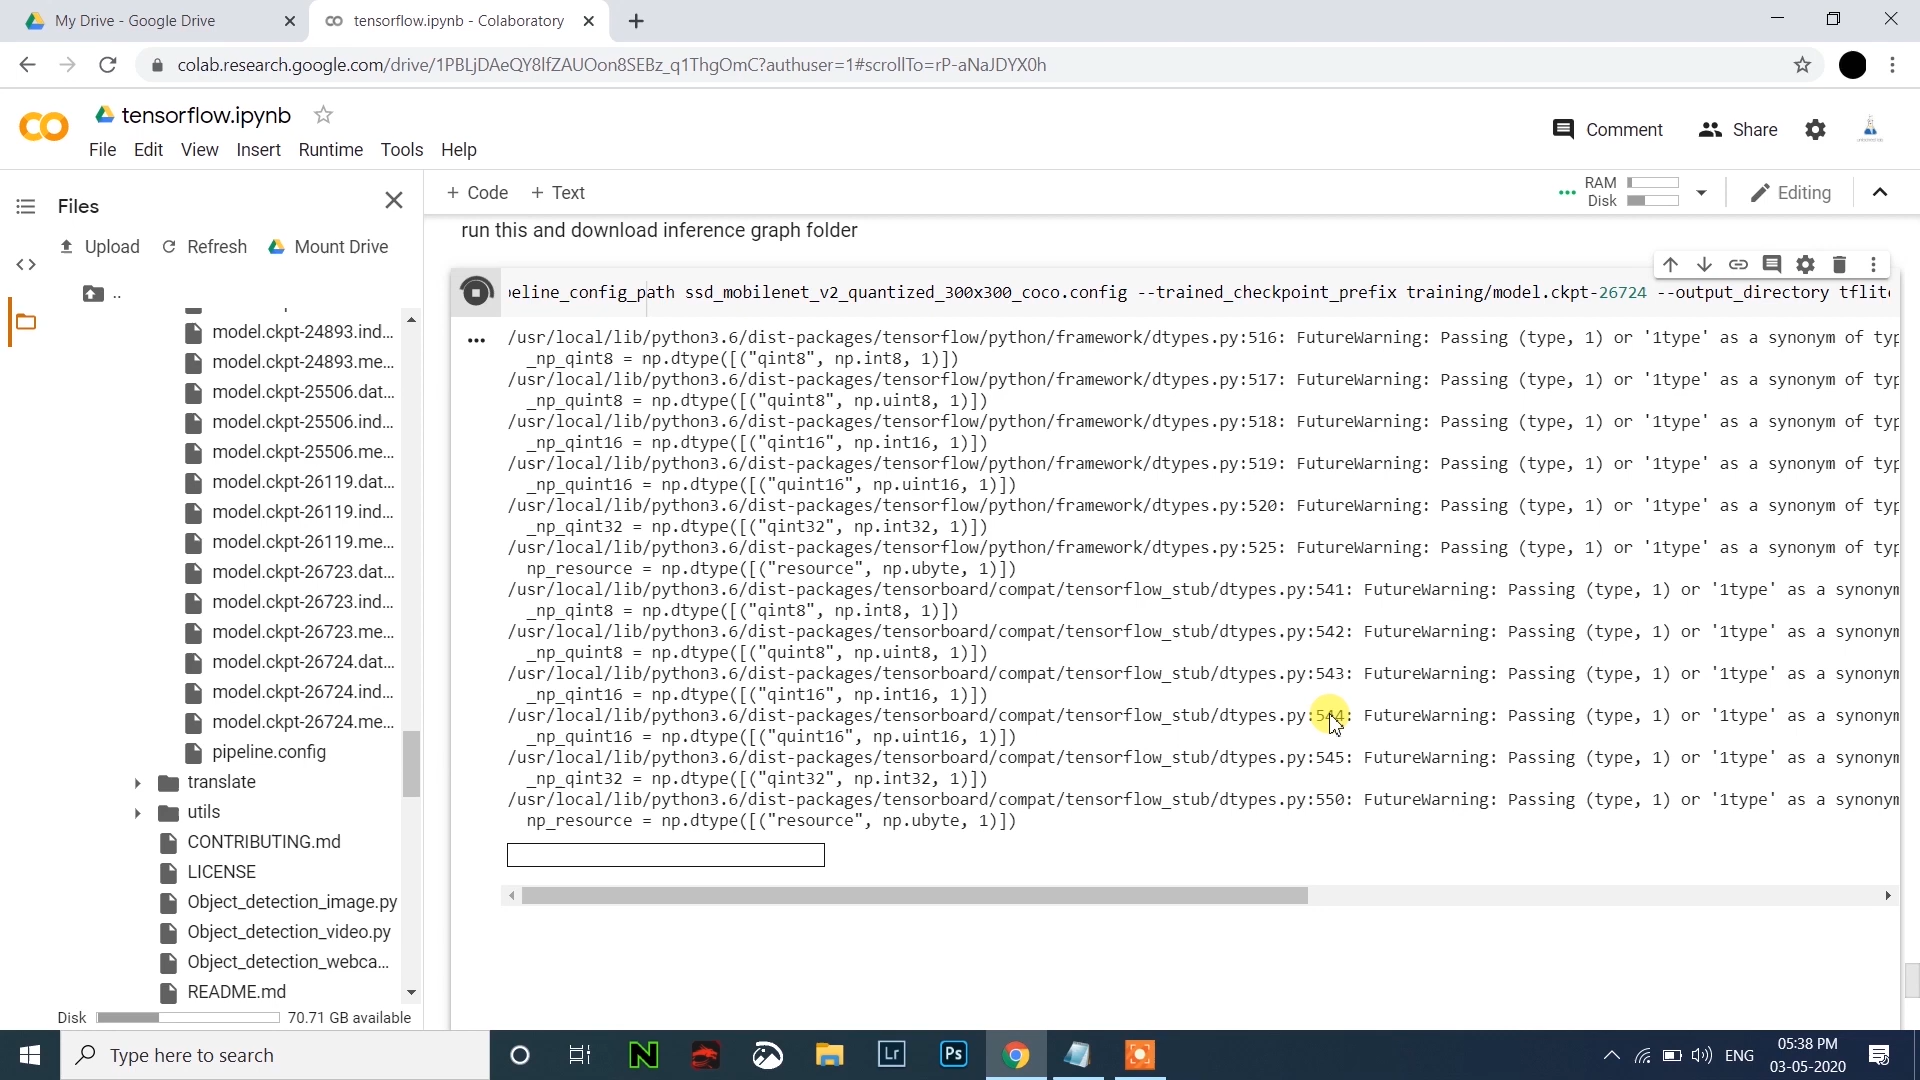 My Drive - Google Drive
tensorflow.ipynb - Colaboratory
colab.research.google.com/drive/1PBLjDAeQY8lfZAUOon8SEBz_q1ThgOmC?authuser=1#scrollTo=rP-aNaJDYX0h
tensorflow.ipynb
Comment
Share
File Edit View Insert Runtime Tools Help
Files
+ Code + Text
RAM
Disk
Editing
Upload Refresh Mount Drive
..
model.ckpt-24893.ind...
model.ckpt-24893.me...
model.ckpt-25506.dat...
model.ckpt-25506.ind...
model.ckpt-25506.me...
model.ckpt-26119.dat...
model.ckpt-26119.ind...
model.ckpt-26119.me...
model.ckpt-26723.dat...
model.ckpt-26723.ind...
model.ckpt-26723.me...
model.ckpt-26724.dat...
model.ckpt-26724.ind...
model.ckpt-26724.me...
pipeline.config
translate
utils
CONTRIBUTING.md
LICENSE
Object_detection_image.py
Object_detection_video.py
Object_detection_webca...
README.md
Disk 70.71 GB available
run this and download inference graph folder
eline_config_path ssd_mobilenet_v2_quantized_300x300_coco.config --trained_checkpoint_prefix training/model.ckpt-26724 --output_directory tflit
/usr/local/lib/python3.6/dist-packages/tensorflow/python/framework/dtypes.py:516: FutureWarning: Passing (type, 1) or '1type' as a synonym of typ
_np_qint8 = np.dtype([("qint8", np.int8, 1)])
/usr/local/lib/python3.6/dist-packages/tensorflow/python/framework/dtypes.py:517: FutureWarning: Passing (type, 1) or '1type' as a synonym of typ
_np_quint8 = np.dtype([("quint8", np.uint8, 1)])
/usr/local/lib/python3.6/dist-packages/tensorflow/python/framework/dtypes.py:518: FutureWarning: Passing (type, 1) or '1type' as a synonym of typ
_np_qint16 = np.dtype([("qint16", np.int16, 1)])
/usr/local/lib/python3.6/dist-packages/tensorflow/python/framework/dtypes.py:519: FutureWarning: Passing (type, 1) or '1type' as a synonym of typ
_np_quint16 = np.dtype([("quint16", np.uint16, 1)])
/usr/local/lib/python3.6/dist-packages/tensorflow/python/framework/dtypes.py:520: FutureWarning: Passing (type, 1) or '1type' as a synonym of typ
_np_qint32 = np.dtype([("qint32", np.int32, 1)])
/usr/local/lib/python3.6/dist-packages/tensorflow/python/framework/dtypes.py:525: FutureWarning: Passing (type, 1) or '1type' as a synonym of typ
np_resource = np.dtype([("resource", np.ubyte, 1)])
/usr/local/lib/python3.6/dist-packages/tensorboard/compat/tensorflow_stub/dtypes.py:541: FutureWarning: Passing (type, 1) or '1type' as a synonym
_np_qint8 = np.dtype([("qint8", np.int8, 1)])
/usr/local/lib/python3.6/dist-packages/tensorboard/compat/tensorflow_stub/dtypes.py:542: FutureWarning: Passing (type, 1) or '1type' as a synonym
_np_quint8 = np.dtype([("quint8", np.uint8, 1)])
/usr/local/lib/python3.6/dist-packages/tensorboard/compat/tensorflow_stub/dtypes.py:543: FutureWarning: Passing (type, 1) or '1type' as a synonym
_np_qint16 = np.dtype([("qint16", np.int16, 1)])
/usr/local/lib/python3.6/dist-packages/tensorboard/compat/tensorflow_stub/dtypes.py:544: FutureWarning: Passing (type, 1) or '1type' as a synonym
_np_quint16 = np.dtype([("quint16", np.uint16, 1)])
/usr/local/lib/python3.6/dist-packages/tensorboard/compat/tensorflow_stub/dtypes.py:545: FutureWarning: Passing (type, 1) or '1type' as a synonym
_np_qint32 = np.dtype([("qint32", np.int32, 1)])
/usr/local/lib/python3.6/dist-packages/tensorboard/compat/tensorflow_stub/dtypes.py:550: FutureWarning: Passing (type, 1) or '1type' as a synonym
np_resource = np.dtype([("resource", np.ubyte, 1)])
Type here to search
Lr
Ps
ENG
05:38 PM
03-05-2020